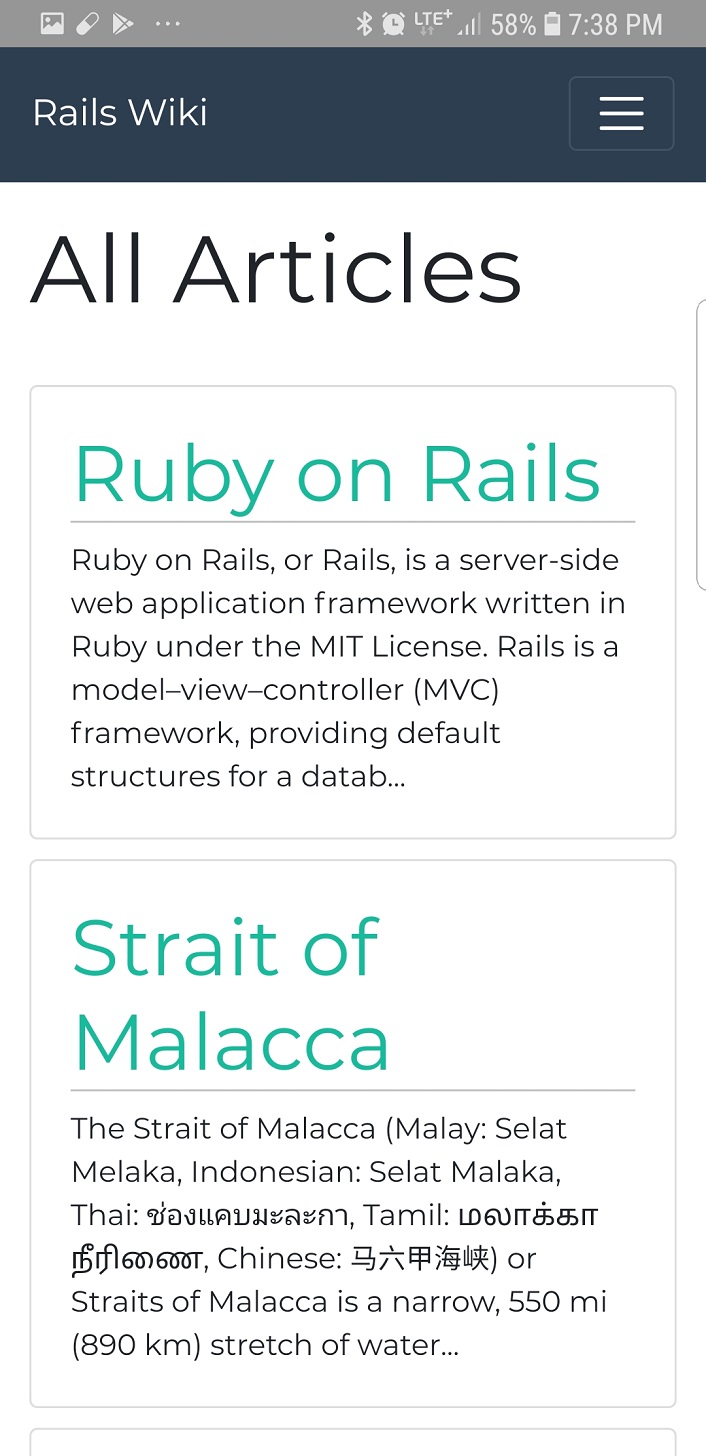 LTE+ 58% 7:38 PM
Rails Wiki
All Articles
Ruby on Rails
Ruby on Rails, or Rails, is a server-side
web application framework written in
Ruby under the MIT License. Rails is a
model–view–controller (MVC)
framework, providing default
structures for a datab...
Strait of
Malacca
The Strait of Malacca (Malay: Selat
Melaka, Indonesian: Selat Malaka,
Thai: ช่องแคบมะละกา, Tamil: மலாக்கா
நீரிணை, Chinese: 马六甲海峡) or
Straits of Malacca is a narrow, 550 mi
(890 km) stretch of water...